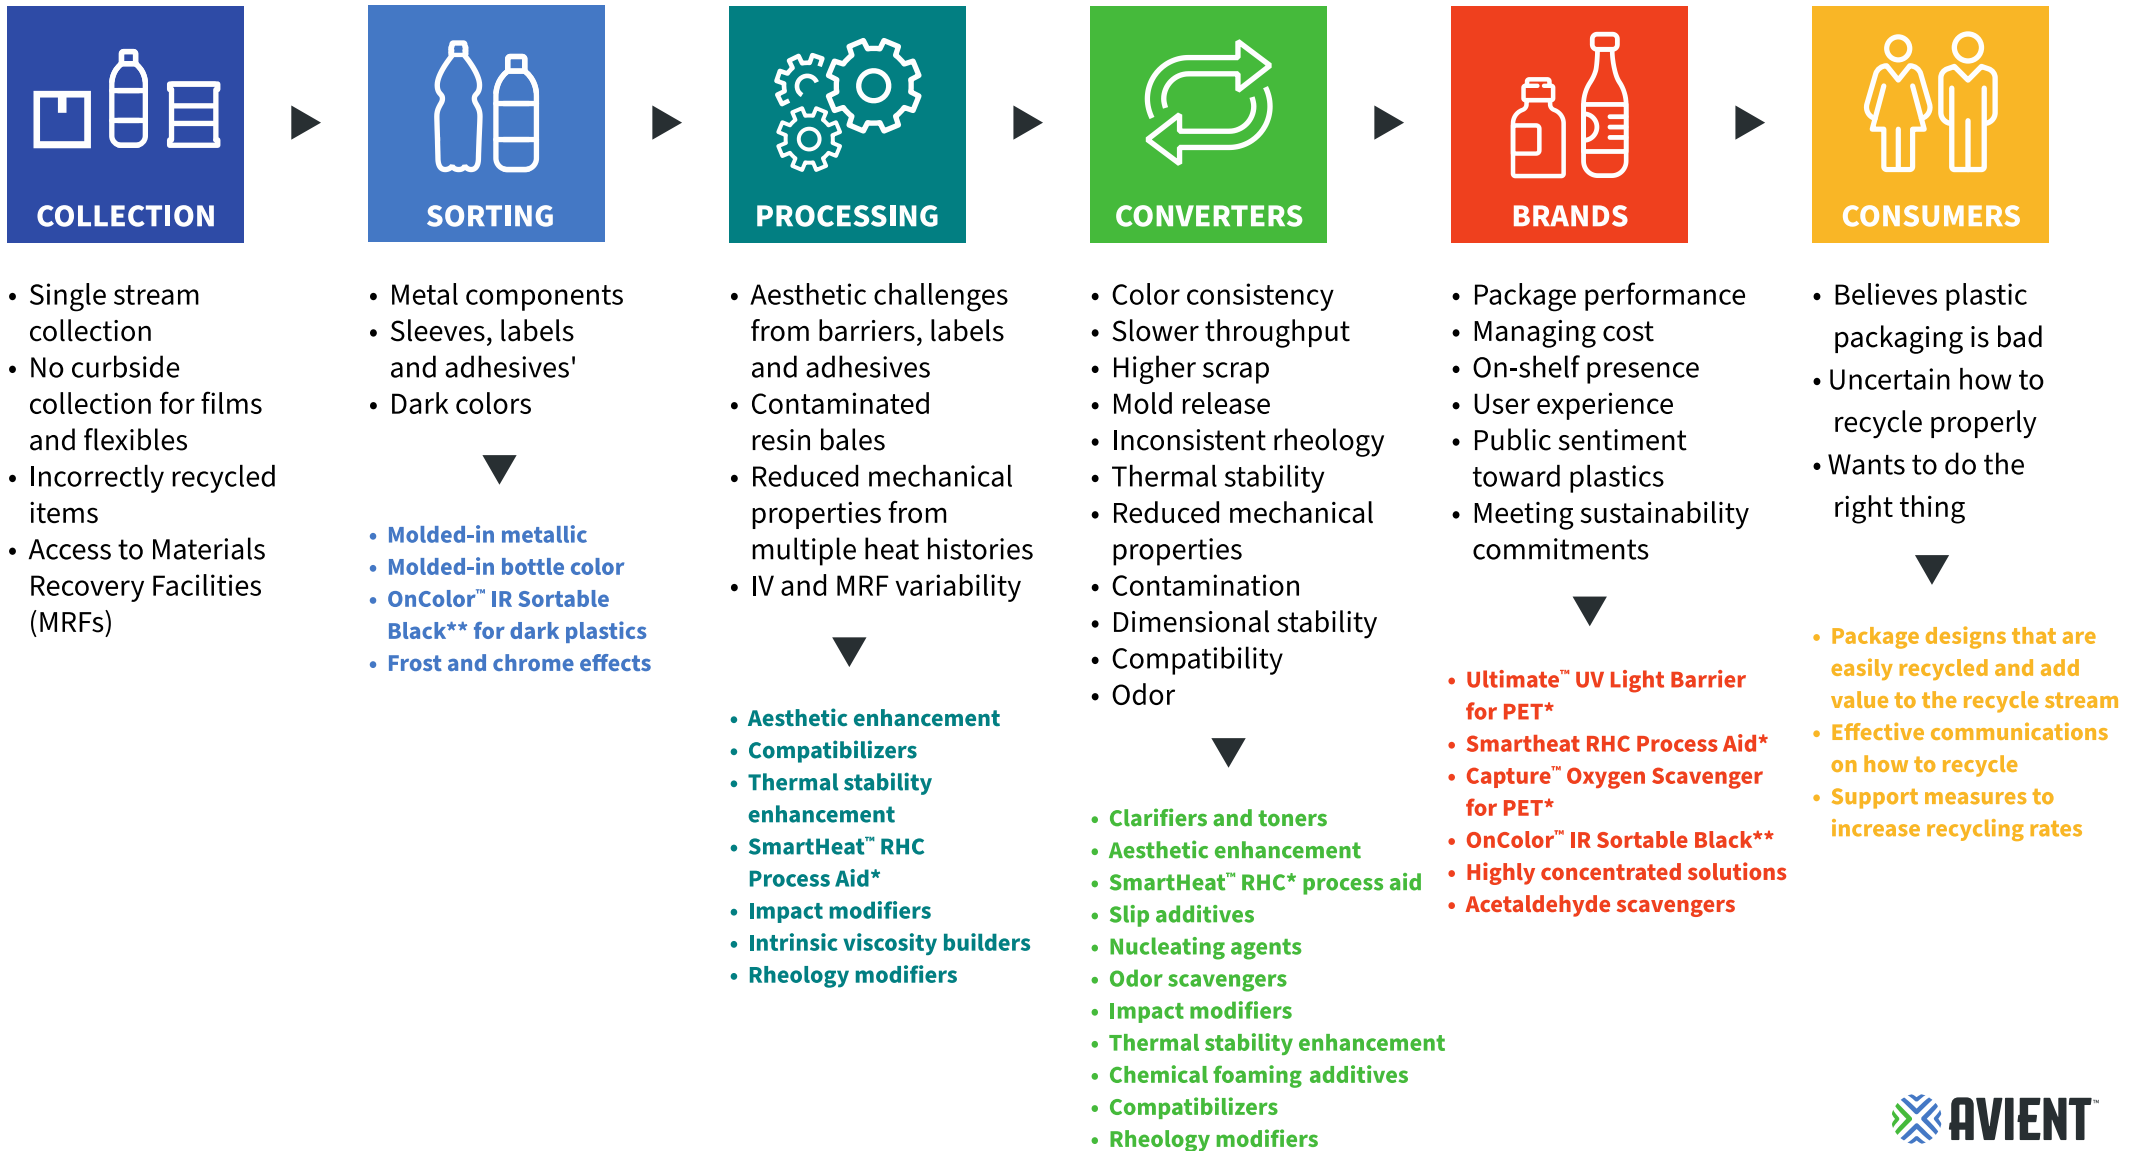 COLLECTION
• Single stream
collection
• No curbside
collection for films
and flexibles
• Incorrectly recycled
items
• Access to Materials
Recovery Facilities
(MRFs)
SORTING
• Metal components
• Sleeves, labels
and adhesives'
• Dark colors
• Molded-in metallic
• Molded-in bottle color
• OnColor™ IR Sortable
Black** for dark plastics
• Frost and chrome effects
PROCESSING
• Aesthetic challenges
from barriers, labels
and adhesives
• Contaminated
resin bales
• Reduced mechanical
properties from
multiple heat histories
• IV and MRF variability
• Aesthetic enhancement
• Compatibilizers
• Thermal stability
enhancement
• SmartHeat™ RHC
Process Aid*
• Impact modifiers
• Intrinsic viscosity builders
• Rheology modifiers
CONVERTERS
• Color consistency
• Slower throughput
• Higher scrap
• Mold release
• Inconsistent rheology
• Thermal stability
• Reduced mechanical
properties
• Contamination
• Dimensional stability
• Compatibility
• Odor
• Clarifiers and toners
• Aesthetic enhancement
• SmartHeat™ RHC* process aid
• Slip additives
• Nucleating agents
• Odor scavengers
• Impact modifiers
• Thermal stability enhancement
• Chemical foaming additives
• Compatibilizers
• Rheology modifiers
BRANDS
• Package performance
• Managing cost
• On-shelf presence
• User experience
• Public sentiment
toward plastics
• Meeting sustainability
commitments
• Ultimate™ UV Light Barrier
for PET*
• Smartheat RHC Process Aid*
• Capture™ Oxygen Scavenger
for PET*
• OnColor™ IR Sortable Black**
• Highly concentrated solutions
• Acetaldehyde scavengers
CONSUMERS
• Believes plastic
packaging is bad
• Uncertain how to
recycle properly
• Wants to do the
right thing
• Package designs that are
easily recycled and add
value to the recycle stream
• Effective communications
on how to recycle
• Support measures to
increase recycling rates
AVIENT™